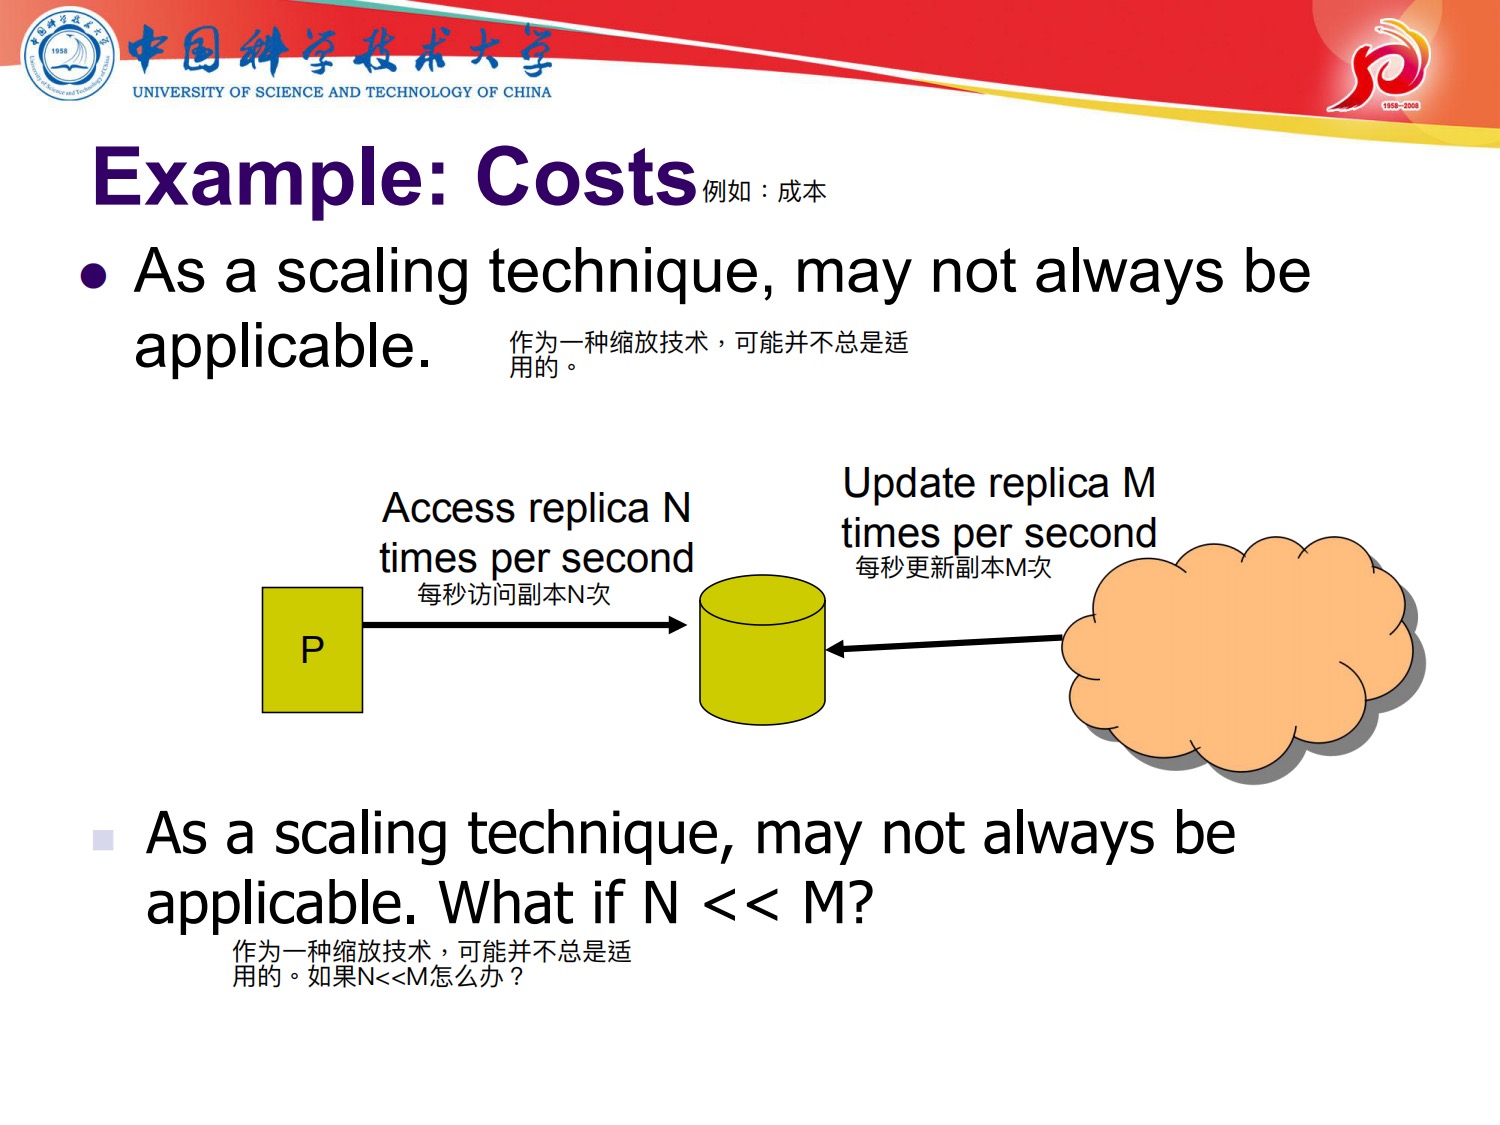 中国科学技术大学
UNIVERSITY OF SCIENCE AND TECHNOLOGY OF CHINA
1958
1958—2008
Example: Costs
例如：成本
As a scaling technique, may not always be
applicable.
作为一种缩放技术，可能并不总是适
用的。
Access replica N
times per second
每秒访问副本N次
Update replica M
times per second
每秒更新副本M次
P
As a scaling technique, may not always be
applicable. What if N << M?
作为一种缩放技术，可能并不总是适
用的。如果N<<M怎么办？